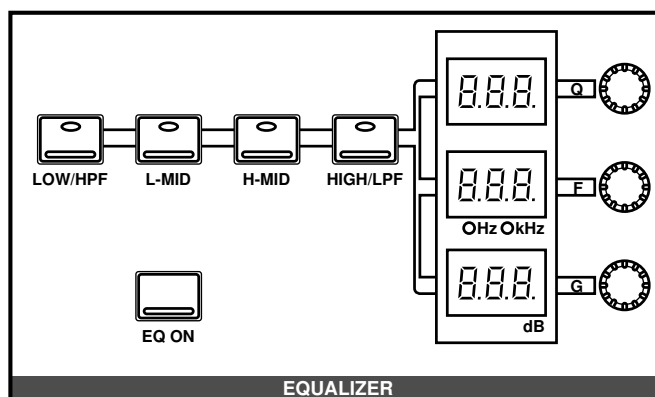 8.8.8.
Q
LOW/HPF L-MID H-MID HIGH/LPF
8.8.8.
F
Hz kHz
8.8.8.
G
dB
EQ ON
EQUALIZER